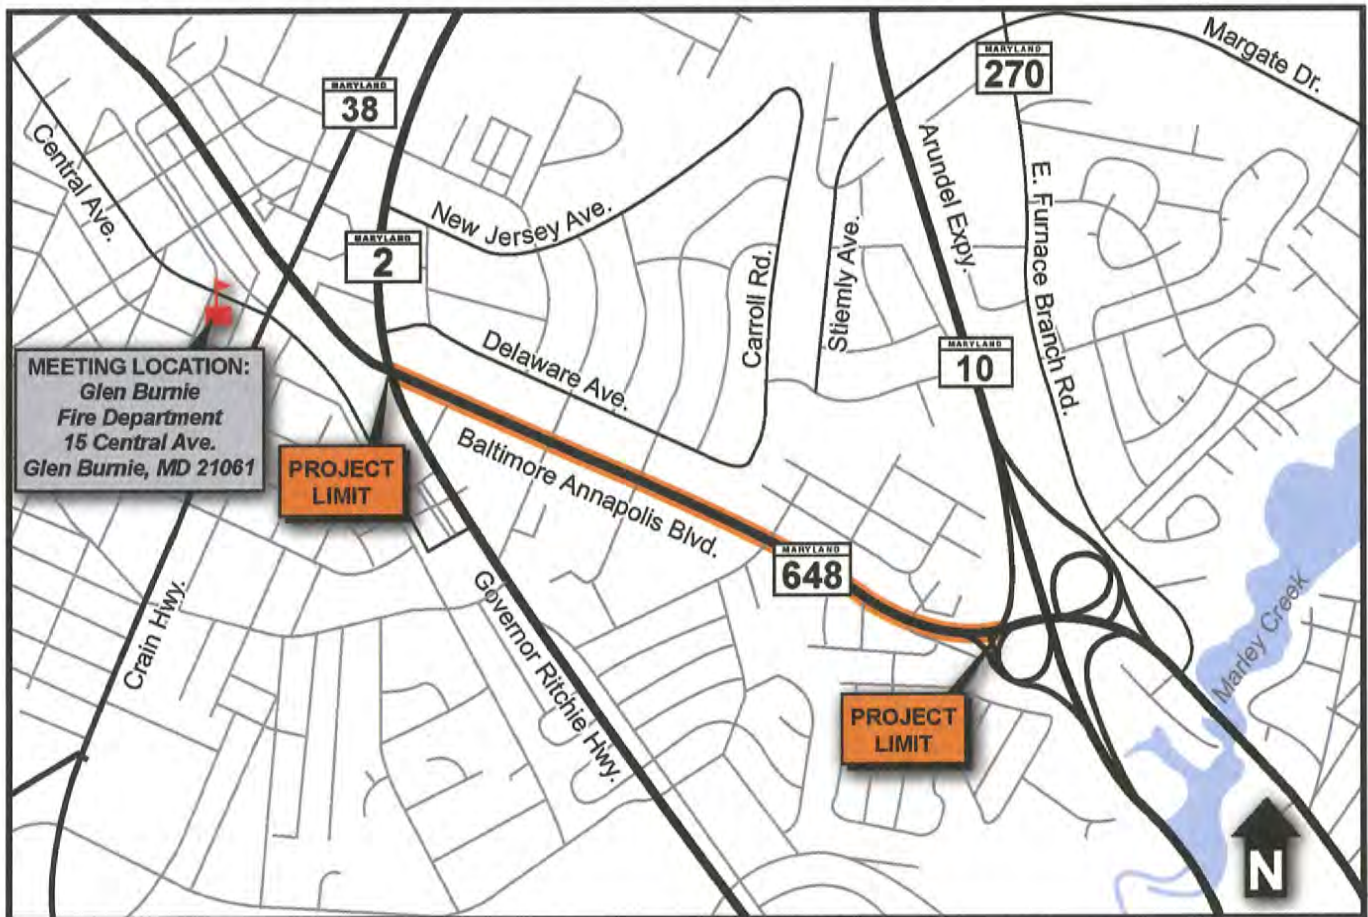 MARYLAND
38
MARYLAND
270
Margate Dr.
Central Ave.
New Jersey Ave.
Arundel Expy.
E. Furnace Branch Rd.
MARYLAND
2
Carroll Rd.
Stiemly Ave.
Delaware Ave.
MARYLAND
10
MEETING LOCATION:
Glen Burnie
Fire Department
15 Central Ave.
Glen Burnie, MD 21061
PROJECT
LIMIT
Baltimore Annapolis Blvd.
MARYLAND
648
Governor Ritchie Hwy.
Crain Hwy.
Marley Creek
PROJECT
LIMIT
N